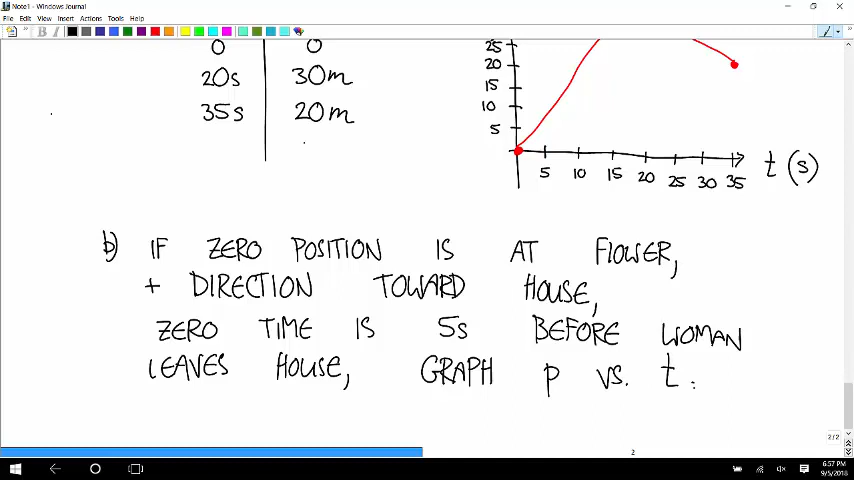 Note1 - Windows Journal
File Edit View Insert Actions Tools Help
B
0 0
20s 30m
35s 20m
25
20
15
10
5
5 10 15 20 25 30 35
t (s)
b) IF ZERO POSITION IS AT FLOWER,
+ DIRECTION TOWARD HOUSE,
ZERO TIME IS 5s BEFORE WOMAN
LEAVES HOUSE, GRAPH p VS. t.
2/2
2
6:57 PM
9/5/2018